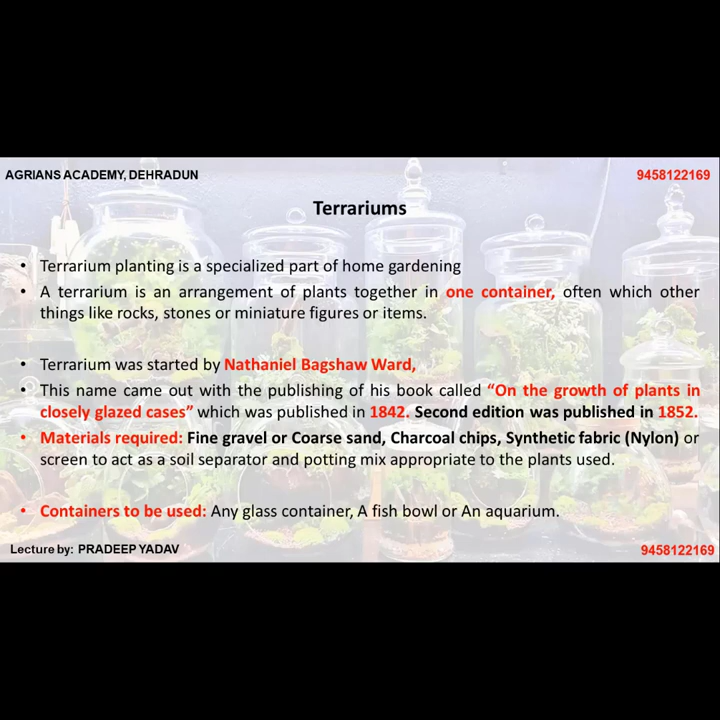 AGRIANS ACADEMY, DEHRADUN
9458122169
Terrariums
• Terrarium planting is a specialized part of home gardening
• A terrarium is an arrangement of plants together in one container, often which other
things like rocks, stones or miniature figures or items.
• Terrarium was started by Nathaniel Bagshaw Ward,
• This name came out with the publishing of his book called “On the growth of plants in
closely glazed cases” which was published in 1842. Second edition was published in 1852.
• Materials required: Fine gravel or Coarse sand, Charcoal chips, Synthetic fabric (Nylon) or
screen to act as a soil separator and potting mix appropriate to the plants used.
• Containers to be used: Any glass container, A fish bowl or An aquarium.
Lecture by: PRADEEP YADAV
9458122169